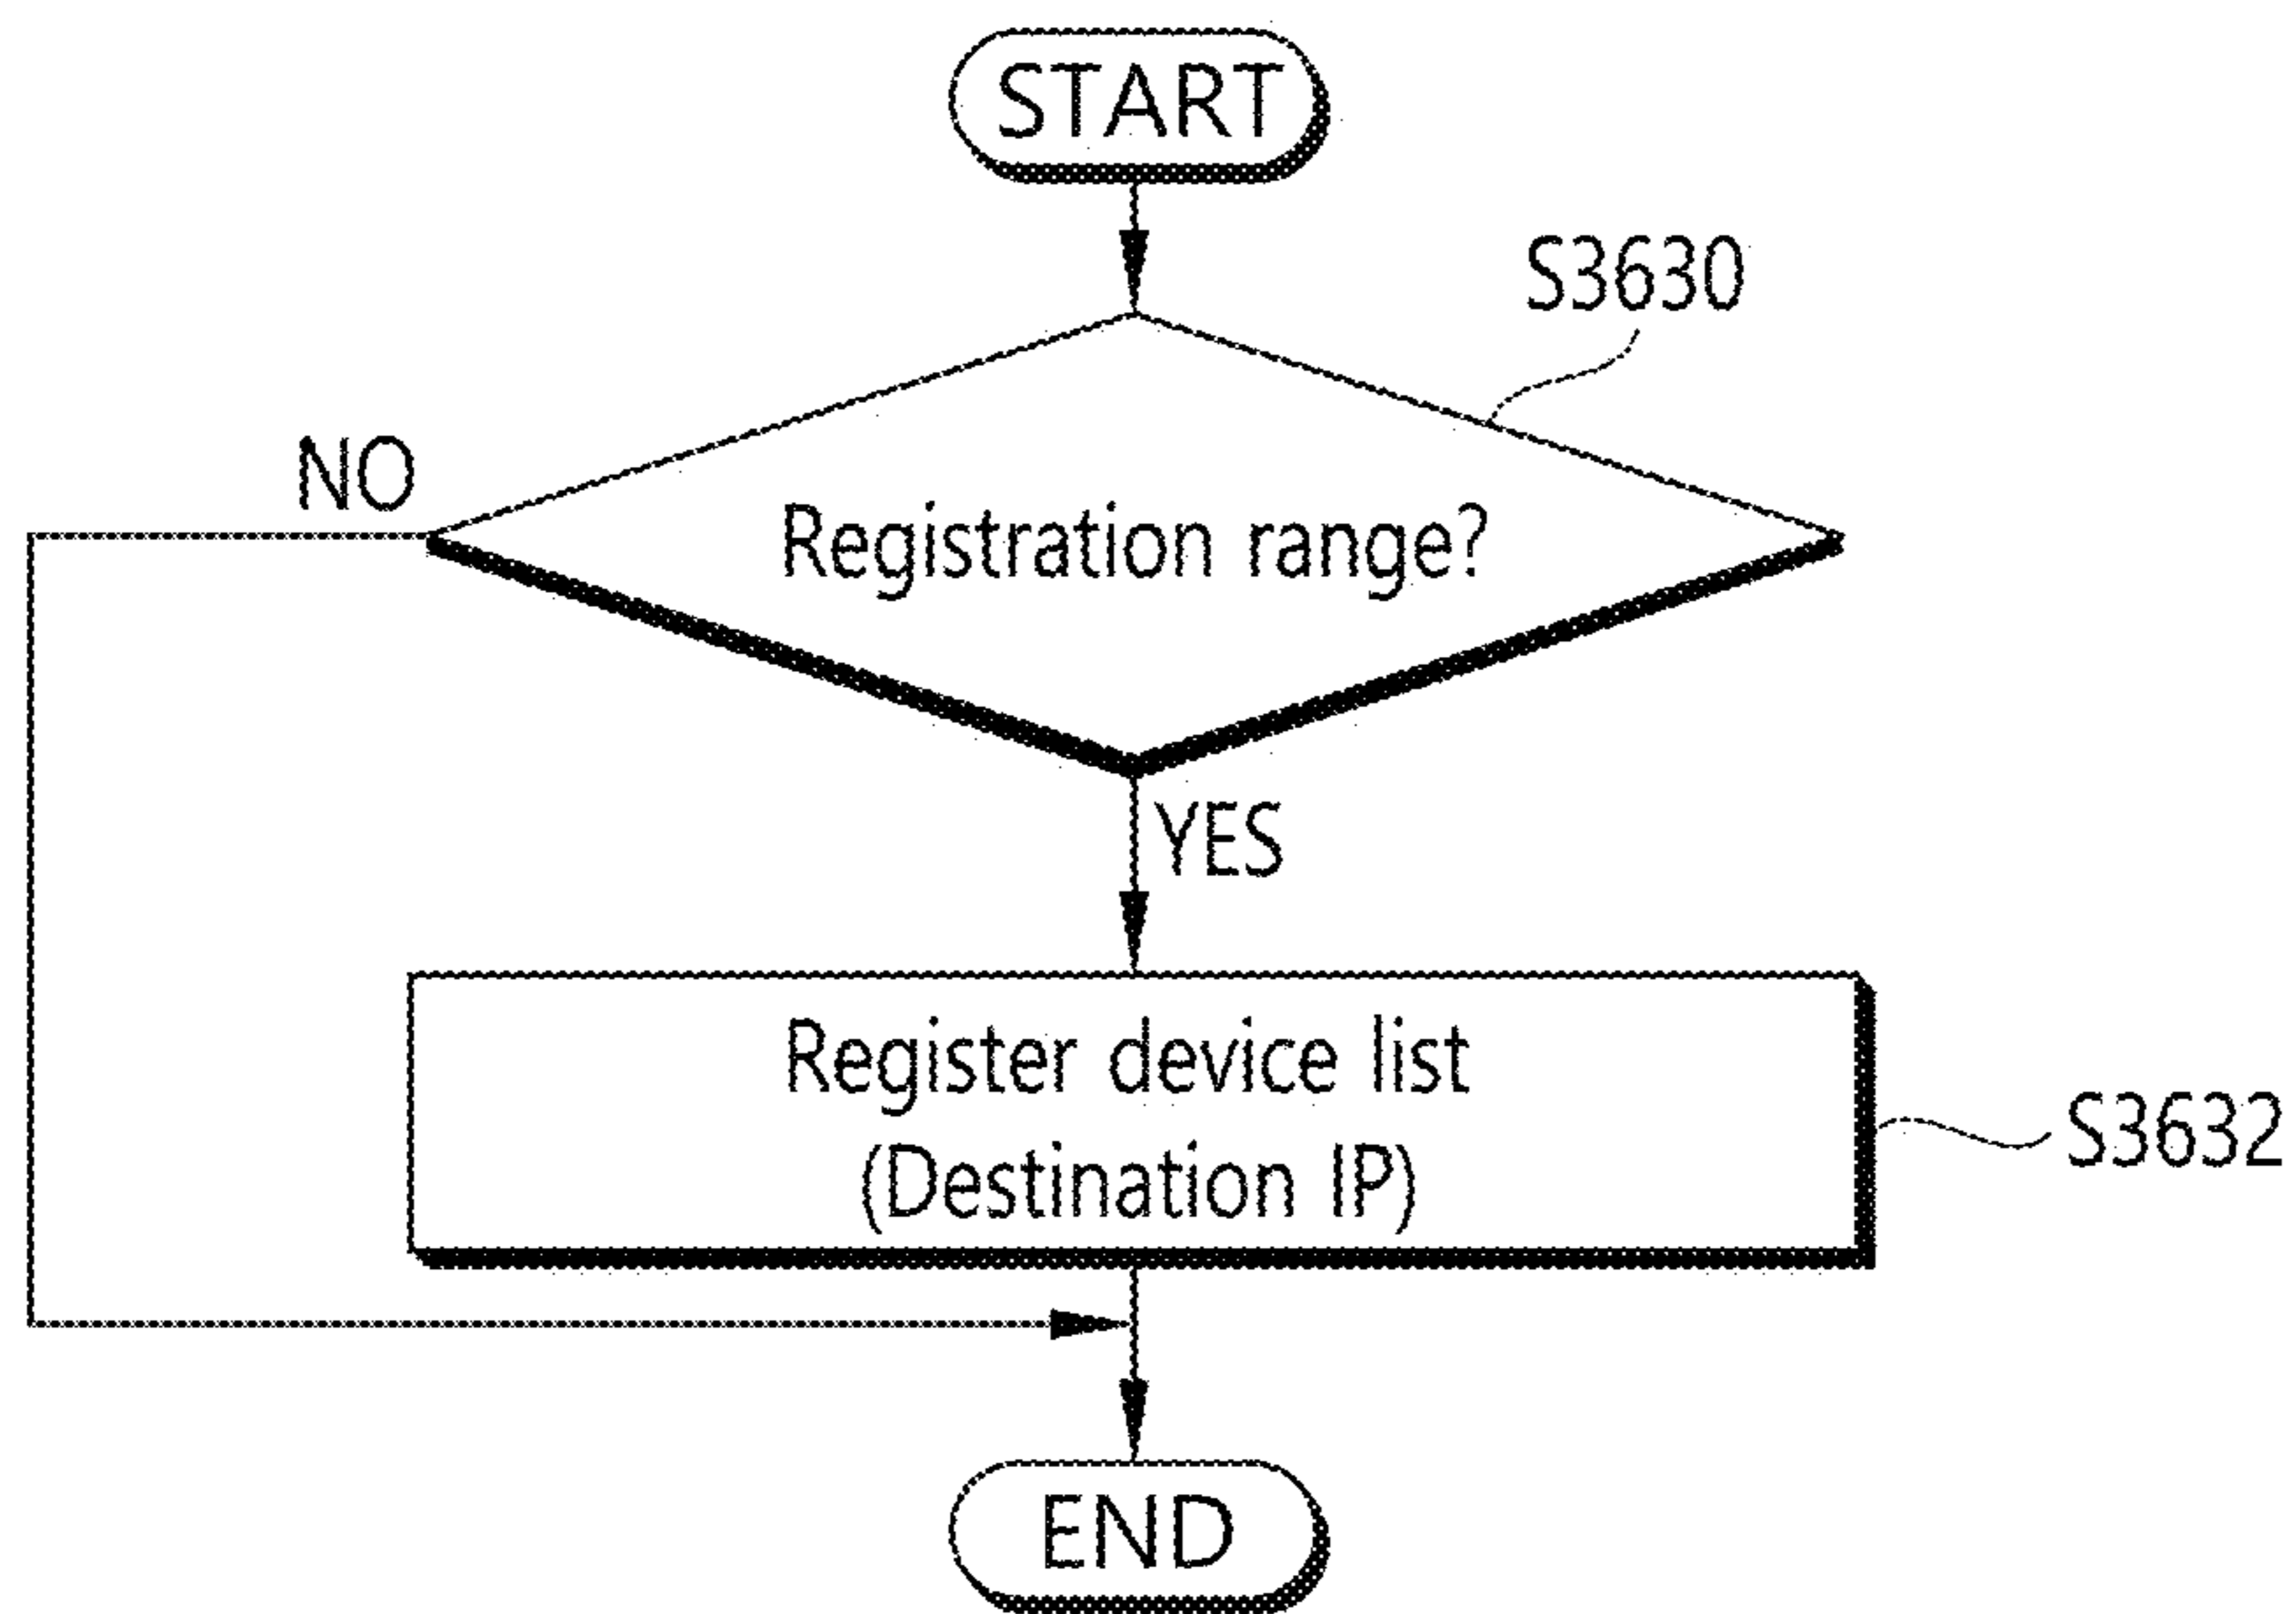 START
S3630
NO
Registration range?
YES
Register device list
(Destination IP)
S3632
END